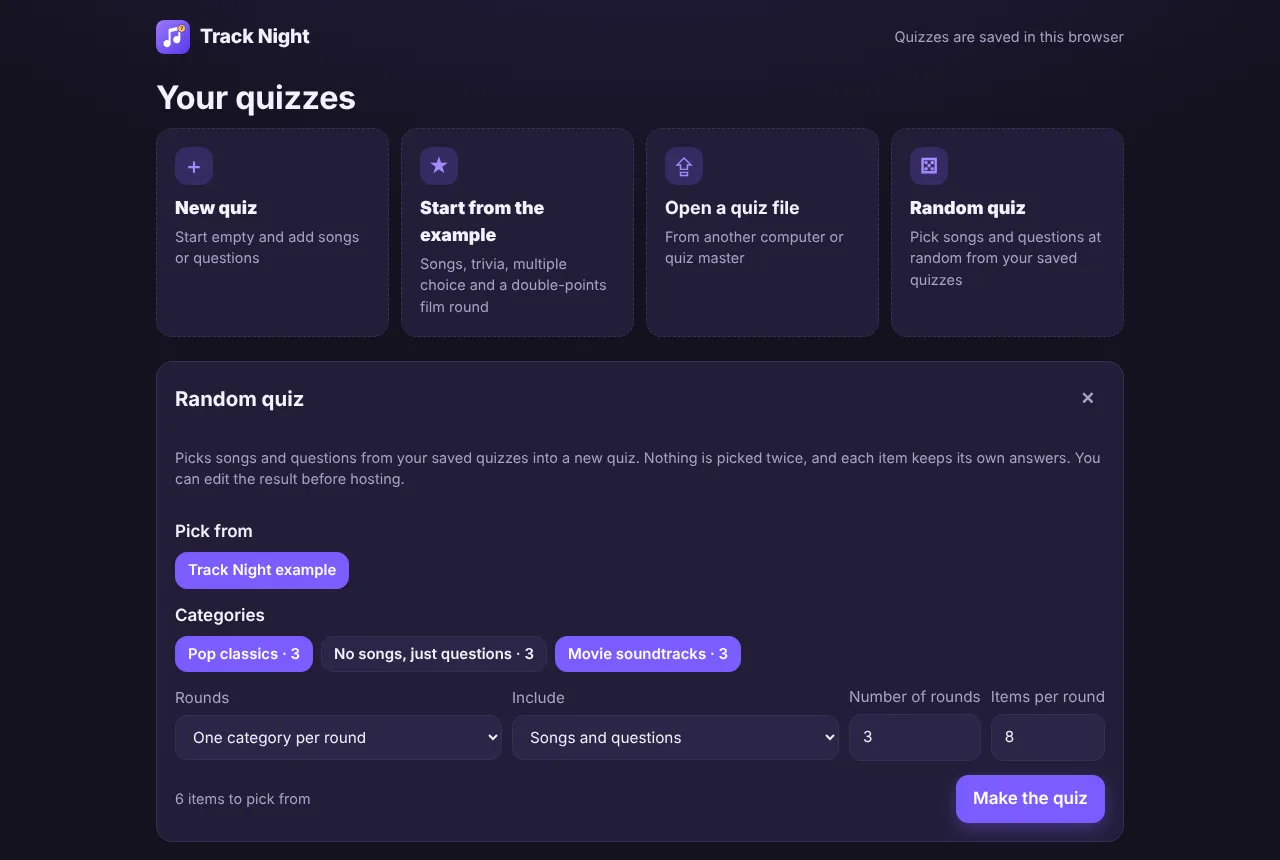 Track Night
Quizzes are saved in this browser
Your quizzes
+
New quiz
Start empty and add songs
or questions
★
Start from the
example
Songs, trivia, multiple
choice and a double-points
film round
Open a quiz file
From another computer or
quiz master
Random quiz
Pick songs and questions at
random from your saved
quizzes
Random quiz
×
Picks songs and questions from your saved quizzes into a new quiz. Nothing is picked twice, and each item keeps its own answers. You
can edit the result before hosting.
Pick from
Track Night example
Categories
Pop classics · 3
No songs, just questions · 3
Movie soundtracks · 3
Rounds
Include
Number of rounds
Items per round
One category per round
Songs and questions
3
8
6 items to pick from
Make the quiz